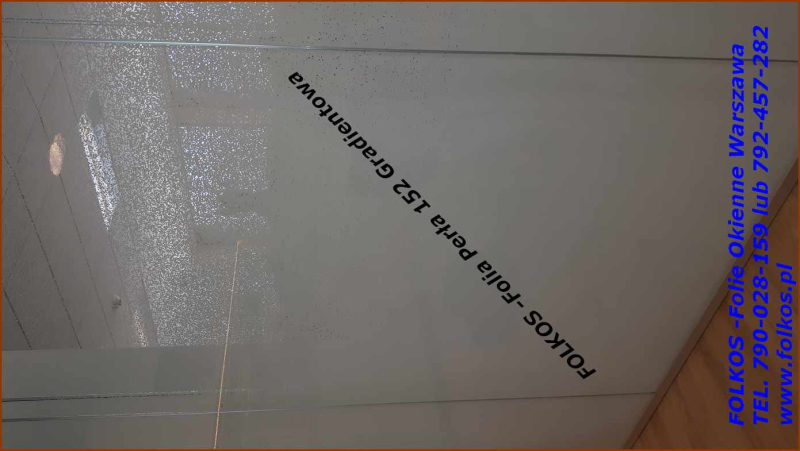 FOLKOS -Folia Perła 152 Gradientowa
FOLKOS -Folie Okienne Warszawa
TEL. 790-028-159 lub 792-457-282
www.folkos.pl